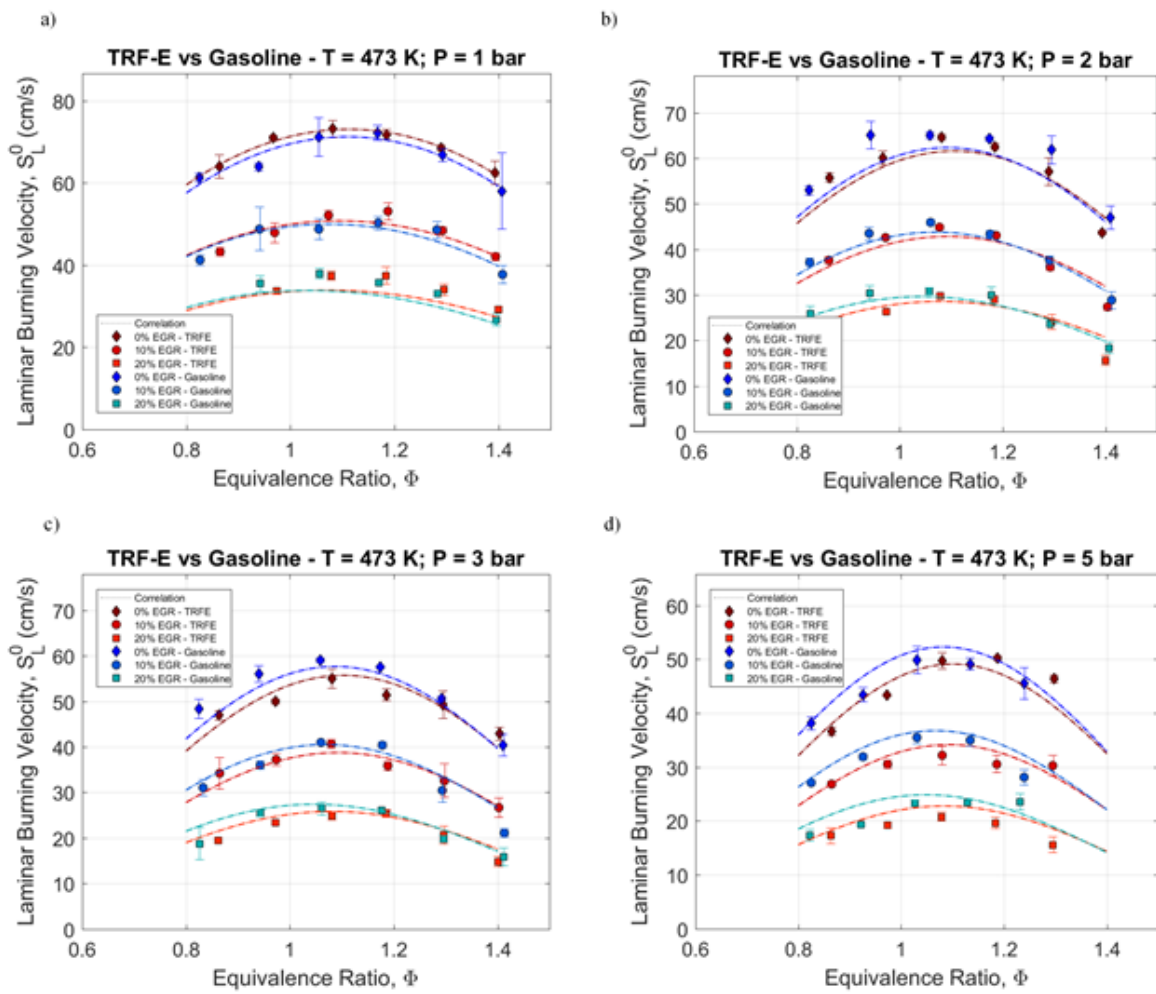 a)
TRF-E vs Gasoline - T = 473 K; P = 1 bar
Laminar Burning Velocity, S_L^0 (cm/s)
80
60
40
20
0
0.6 0.8 1 1.2 1.4
Equivalence Ratio, Φ
Correlation
0% EGR - TRFE
10% EGR - TRFE
20% EGR - TRFE
0% EGR - Gasoline
10% EGR - Gasoline
20% EGR - Gasoline
b)
TRF-E vs Gasoline - T = 473 K; P = 2 bar
Laminar Burning Velocity, S_L^0 (cm/s)
70
60
50
40
30
20
10
0
0.6 0.8 1 1.2 1.4
Equivalence Ratio, Φ
Correlation
0% EGR - TRFE
10% EGR - TRFE
20% EGR - TRFE
0% EGR - Gasoline
10% EGR - Gasoline
20% EGR - Gasoline
c)
TRF-E vs Gasoline - T = 473 K; P = 3 bar
Laminar Burning Velocity, S_L^0 (cm/s)
70
60
50
40
30
20
10
0
0.6 0.8 1 1.2 1.4
Equivalence Ratio, Φ
Correlation
0% EGR - TRFE
10% EGR - TRFE
20% EGR - TRFE
0% EGR - Gasoline
10% EGR - Gasoline
20% EGR - Gasoline
d)
TRF-E vs Gasoline - T = 473 K; P = 5 bar
Laminar Burning Velocity, S_L^0 (cm/s)
60
50
40
30
20
10
0
0.6 0.8 1 1.2 1.4
Equivalence Ratio, Φ
Correlation
0% EGR - TRFE
10% EGR - TRFE
20% EGR - TRFE
0% EGR - Gasoline
10% EGR - Gasoline
20% EGR - Gasoline